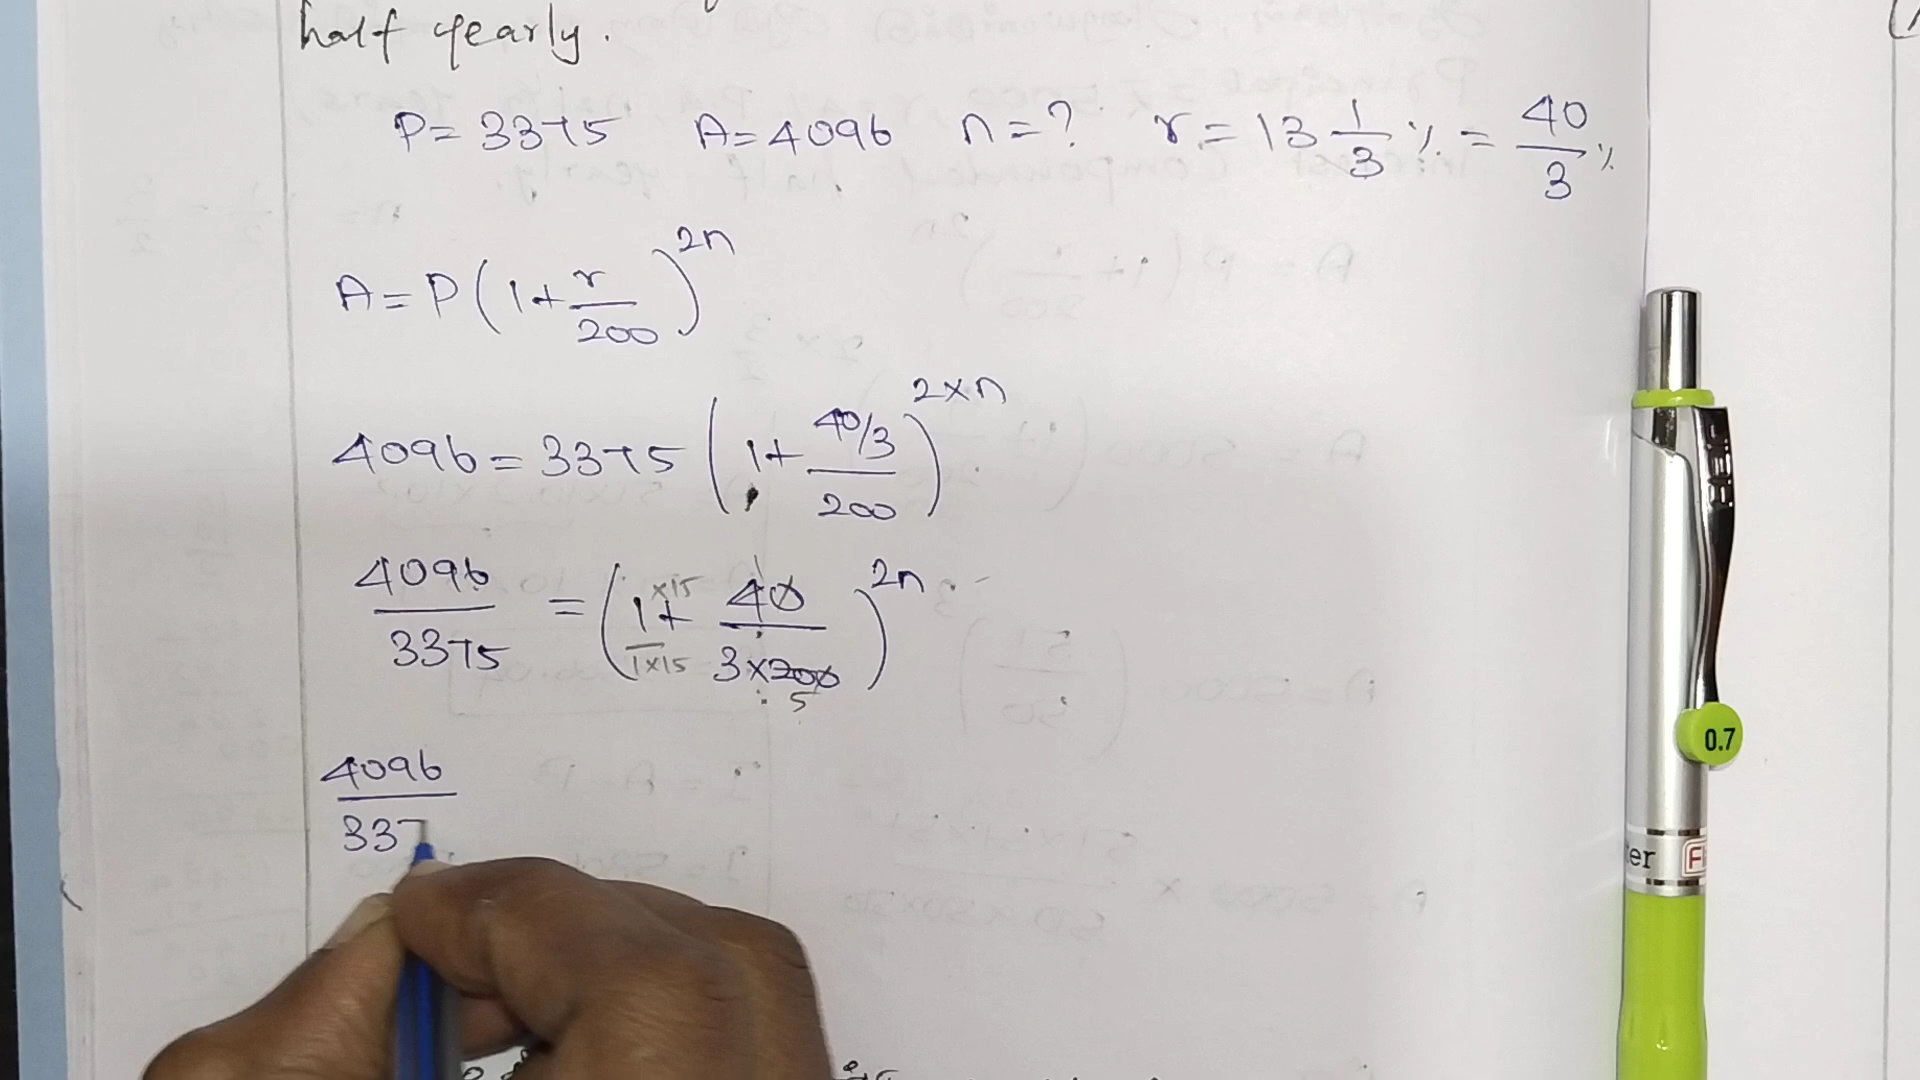 half yearly.
P= 3375 A= 4096 n=? r= 13 1/3 % = 40/3 %
A= P(1+ r/200)^2n
4096 = 3375 (1+ 40/3/200)^2×n
4096/3375 = (1×15/1×15 + 40/3×200)^2n
1
5
4096
337
0.7